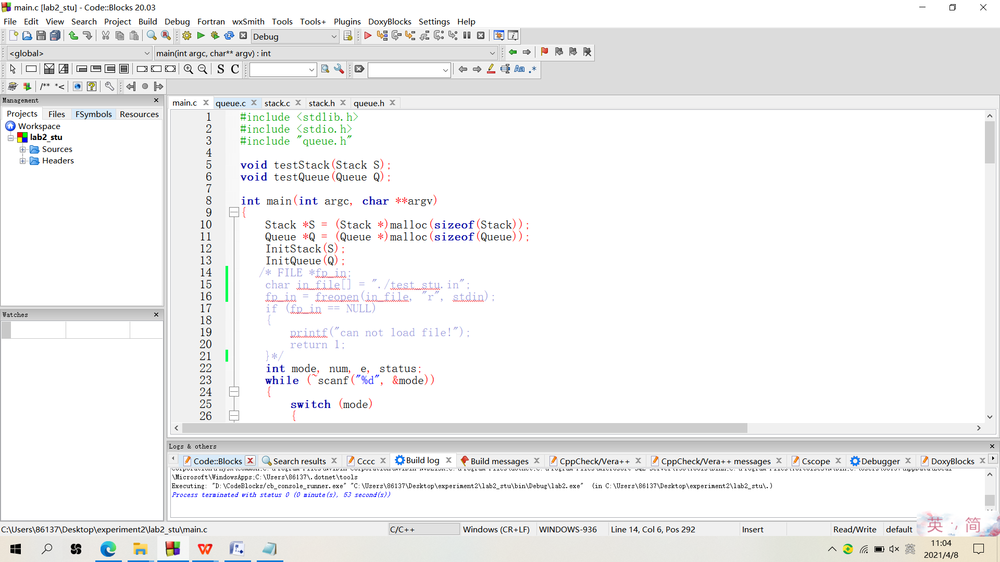 main.c [lab2_stu] - Code::Blocks 20.03
File Edit View Search Project Build Debug Fortran wxSmith Tools Tools+ Plugins DoxyBlocks Settings Help
Debug
<global> main(int argc, char** argv) : int
S C Aa .*
/** *<
Management
Projects Files FSymbols Resources
Workspace
lab2_stu
Sources
Headers
Watches
main.c queue.c stack.c stack.h queue.h
1 #include <stdlib.h>
2 #include <stdio.h>
3 #include "queue.h"
4
5 void testStack(Stack S);
6 void testQueue(Queue Q);
7
8 int main(int argc, char **argv)
9 {
10 Stack *S = (Stack *)malloc(sizeof(Stack));
11 Queue *Q = (Queue *)malloc(sizeof(Queue));
12 InitStack(S);
13 InitQueue(Q);
14 /* FILE *fp_in;
15 char in_file[] = "./test_stu.in";
16 fp_in = freopen(in_file, "r", stdin);
17 if (fp_in == NULL)
18 {
19 printf("can not load file!");
20 return 1;
21 }*/
22 int mode, num, e, status;
23 while (~scanf("%d", &mode))
24 {
25 switch (mode)
26 {
Logs & others
Code::Blocks Search results Cccc Build log Build messages CppCheck/Vera++ CppCheck/Vera++ messages Cscope Debugger DoxyBlocks
\Microsoft\WindowsApps;C:\Users\86137\.dotnet\tools
Executing: "D:\CodeBlocks/cb_console_runner.exe" "C:\Users\86137\Desktop\experiment2\lab2_stu\bin\Debug\lab2.exe" (in C:\Users\86137\Desktop\experiment2\lab2_stu\.)
Process terminated with status 0 (0 minute(s), 53 second(s))
C:\Users\86137\Desktop\experiment2\lab2_stu\main.c C/C++ Windows (CR+LF) WINDOWS-936 Line 14, Col 6, Pos 292 Insert Read/Write default
英 ; 简
英
11:04
2021/4/8